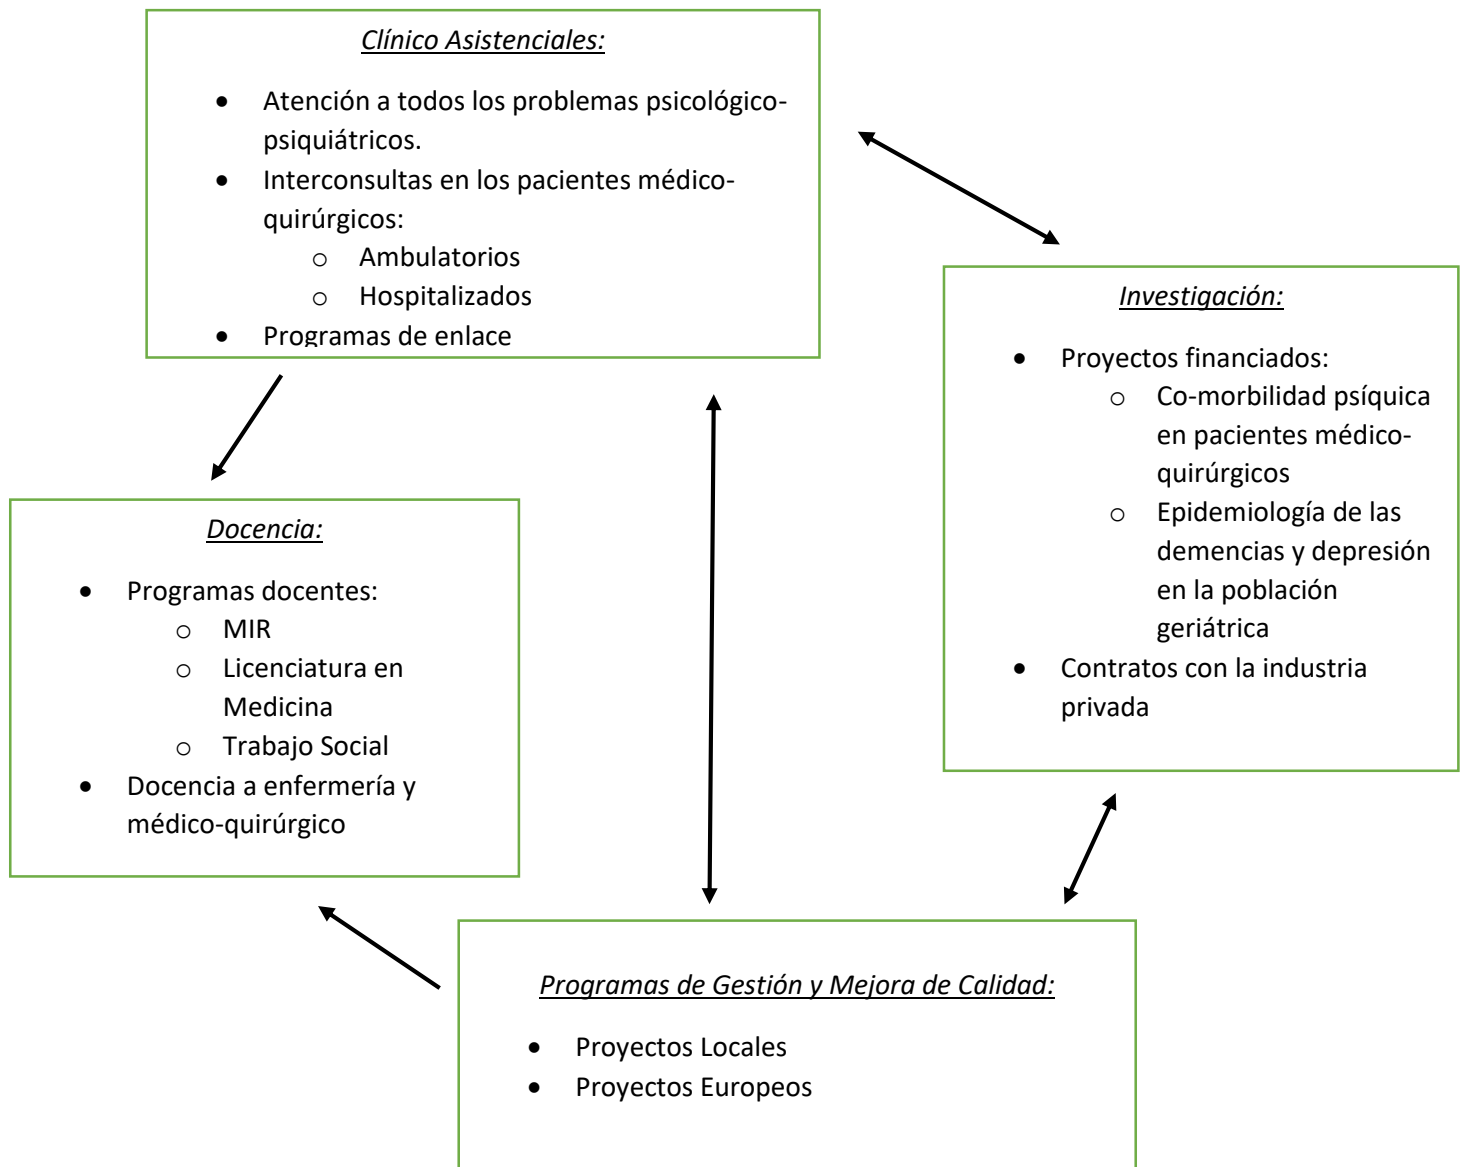 Clínico Asistenciales:
• Atención a todos los problemas psicológico-
psiquiátricos.
• Interconsultas en los pacientes médico-
quirúrgicos:
o Ambulatorios
o Hospitalizados
• Programas de enlace
Investigación:
• Proyectos financiados:
o Co-morbilidad psíquica
en pacientes médico-
quirúrgicos
o Epidemiología de las
demencias y depresión
en la población
geriátrica
• Contratos con la industria
privada
Docencia:
• Programas docentes:
o MIR
o Licenciatura en
Medicina
o Trabajo Social
• Docencia a enfermería y
médico-quirúrgico
Programas de Gestión y Mejora de Calidad:
• Proyectos Locales
• Proyectos Europeos